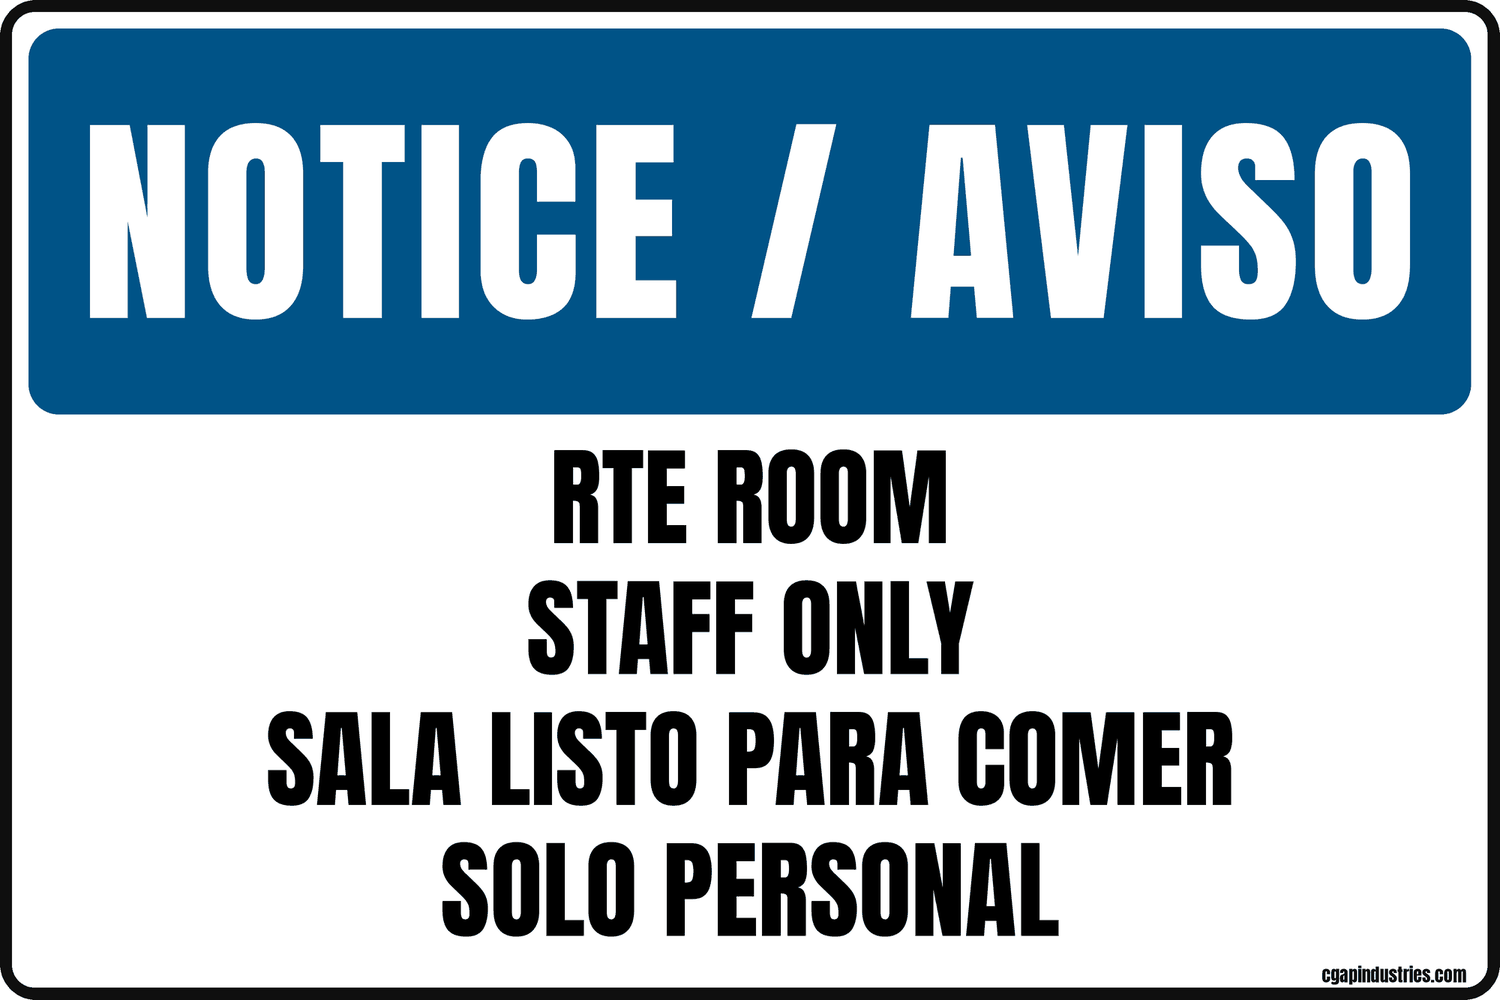 NOTICE / AVISO
RTE ROOM
STAFF ONLY
SALA LISTO PARA COMER
SOLO PERSONAL
cgapindustries.com